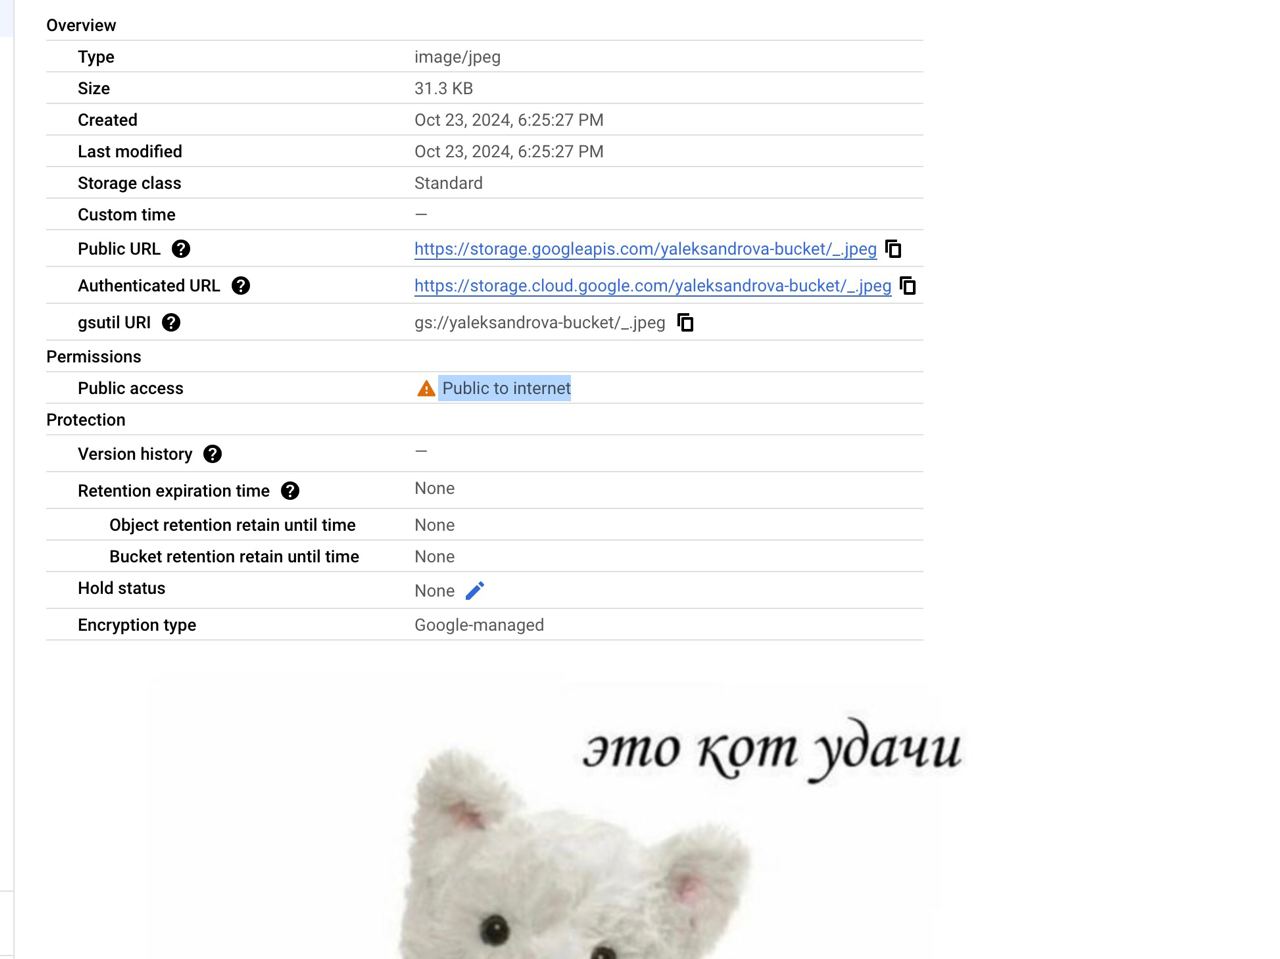 Overview
Type image/jpeg
Size 31.3 KB
Created Oct 23, 2024, 6:25:27 PM
Last modified Oct 23, 2024, 6:25:27 PM
Storage class Standard
Custom time —
Public URL https://storage.googleapis.com/yaleksandrova-bucket/_.jpeg
Authenticated URL https://storage.cloud.google.com/yaleksandrova-bucket/_.jpeg
gsutil URI gs://yaleksandrova-bucket/_.jpeg
Permissions
Public access Public to internet
Protection
Version history —
Retention expiration time None
Object retention retain until time None
Bucket retention retain until time None
Hold status None
Encryption type Google-managed
это кот удачи